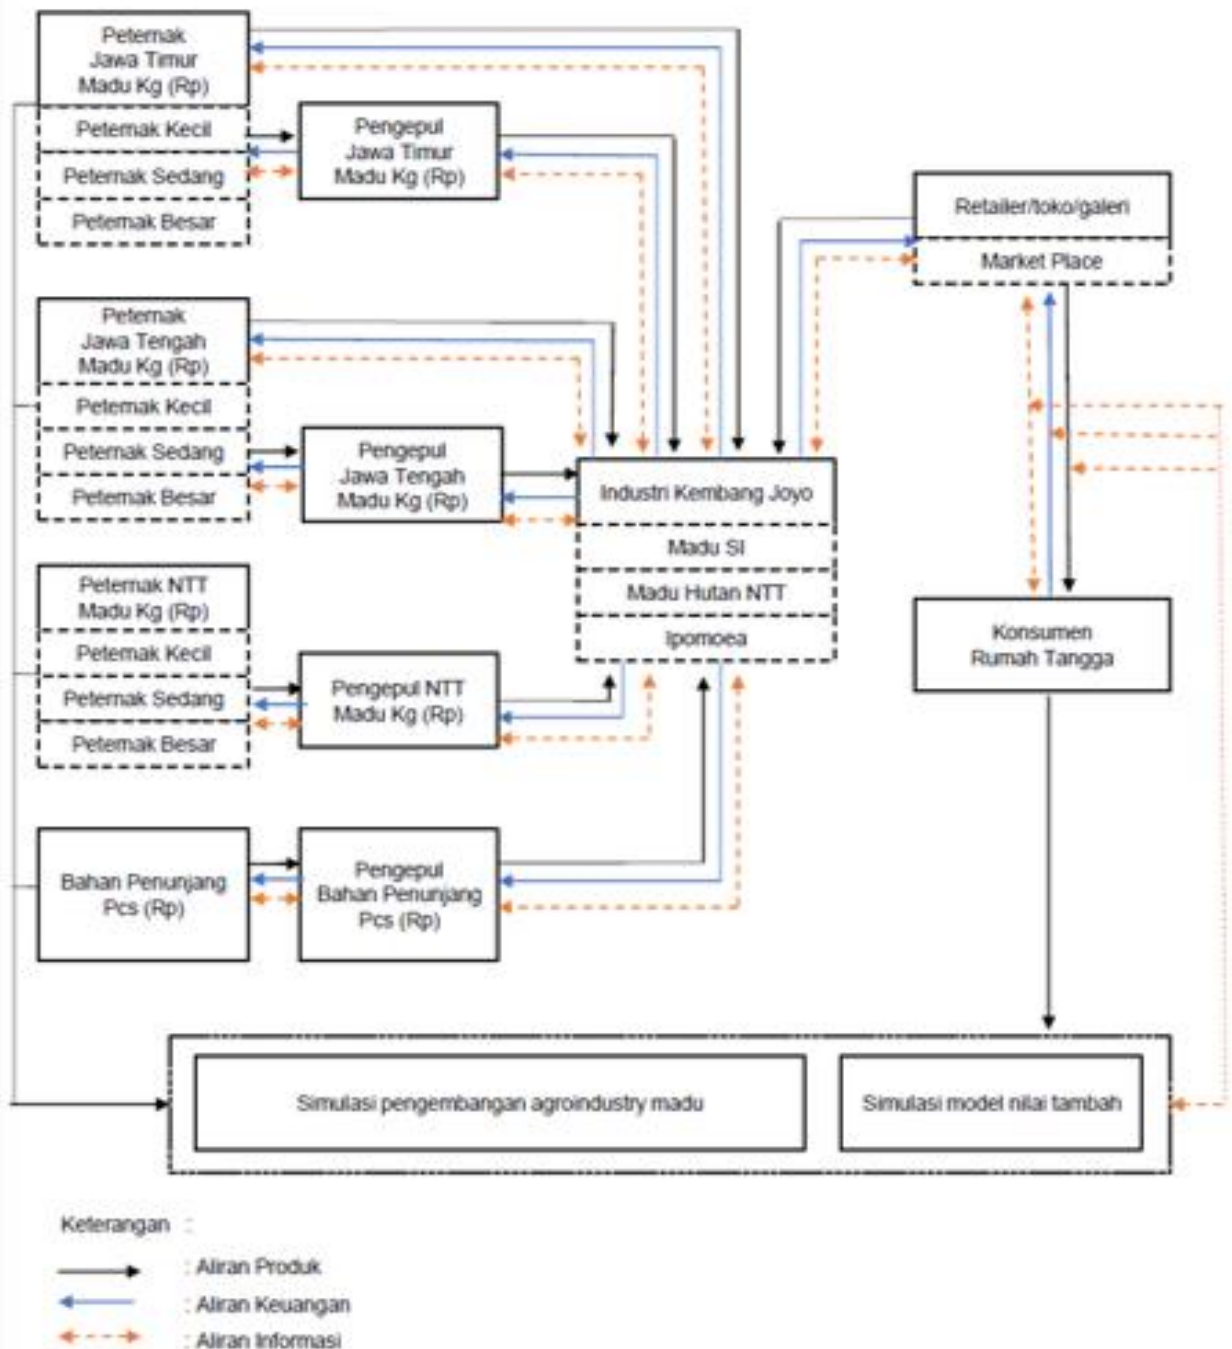 Peternak
Jawa Timur
Madu Kg (Rp)
Peternak Kecil
Peternak Sedang
Peternak Besar
Pengepul
Jawa Timur
Madu Kg (Rp)
Retailer/toko/galeri
Market Place
Peternak
Jawa Tengah
Madu Kg (Rp)
Peternak Kecil
Peternak Sedang
Peternak Besar
Pengepul
Jawa Tengah
Madu Kg (Rp)
Industri Kembang Joyo
Madu SI
Madu Hutan NTT
Ipomoea
Peternak NTT
Madu Kg (Rp)
Peternak Kecil
Peternak Sedang
Peternak Besar
Pengepul NTT
Madu Kg (Rp)
Konsumen
Rumah Tangga
Bahan Penunjang
Pcs (Rp)
Pengepul
Bahan Penunjang
Pcs (Rp)
Simulasi pengembangan agroindustry madu
Simulasi model nilai tambah
Keterangan :
: Aliran Produk
: Aliran Keuangan
: Aliran Informasi